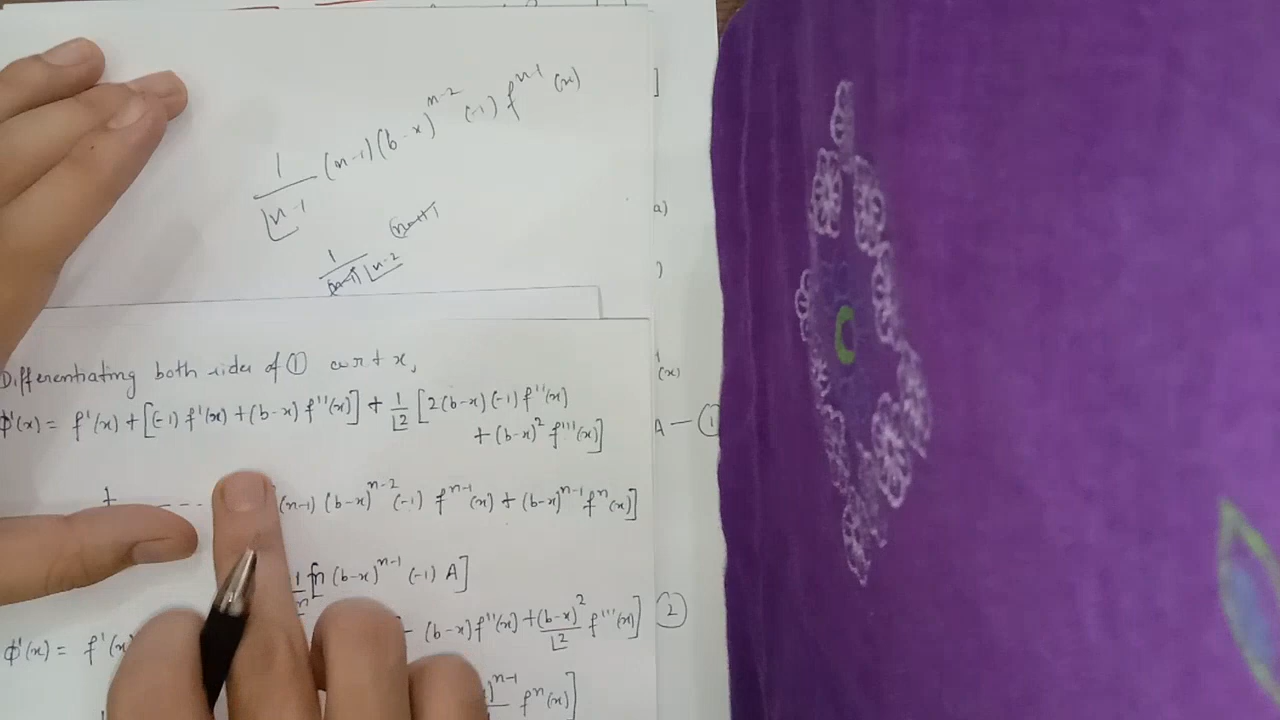 1/⌊n-1 (n-1)(b-x)^{n-2} (-1) f^{n-1} (x)
1/(n-1)⌊n-2
]
a)
)
(x)
Differentiating both sides of ① w.r.t x,
φ'(x) = f'(x) + [(-1) f'(x) + (b-x) f''(x)] + 1/⌊2 [2(b-x)(-1) f''(x)
+ (b-x)^2 f'''(x)]
A — ①
+ --- (n-1) (b-x)^{n-2} (-1) f^{n-1}(x) + (b-x)^{n-1} f^n(x)]
[n (b-x)^{n-1} (-1) A]
φ'(x) = f'(x) - (b-x) f''(x) + (b-x)^2/⌊2 f'''(x)] ②
)^{n-1} f^n(x)]